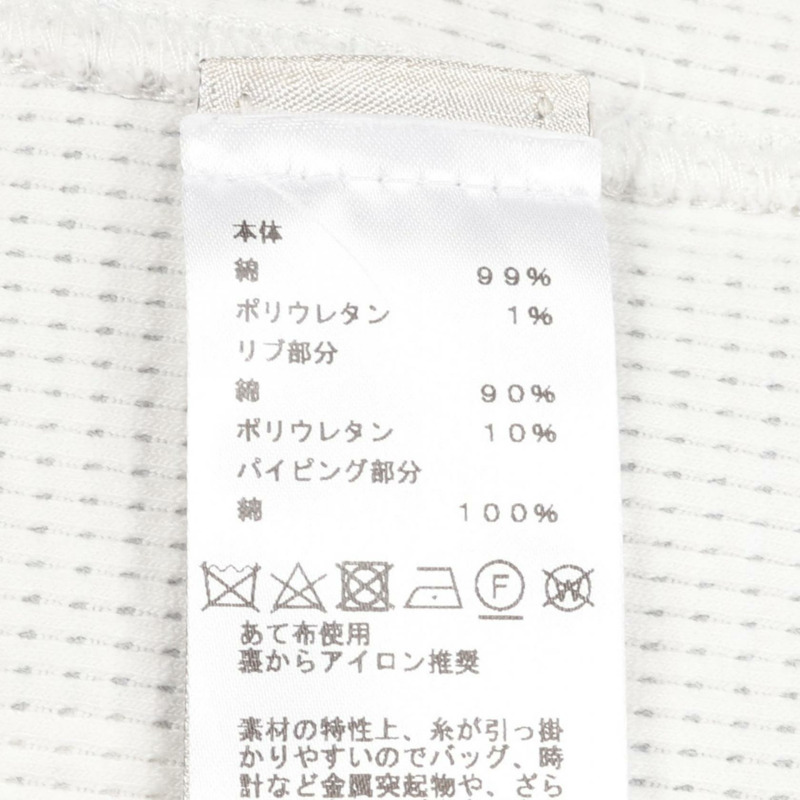 本体
綿 99%
ポリウレタン 1%
リブ部分
綿 90%
ポリウレタン 10%
パイピング部分
綿 100%
F W
あて布使用
裏からアイロン推奨
素材の特性上、糸が引っ掛
かりやすいのでバッグ、時
計など金属突起物や、ざら